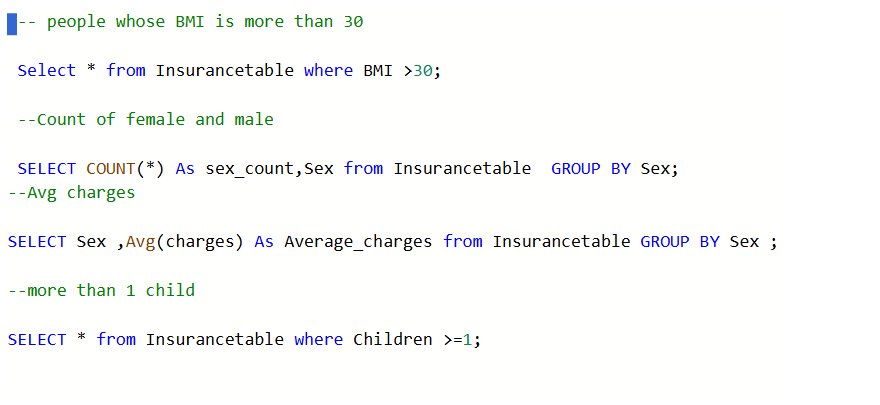 -- people whose BMI is more than 30
Select * from Insurancetable where BMI >30;
--Count of female and male
SELECT COUNT(*) As sex_count,Sex from Insurancetable  GROUP BY Sex;
--Avg charges
SELECT Sex ,Avg(charges) As Average_charges from Insurancetable GROUP BY Sex ;
--more than 1 child
SELECT * from Insurancetable where Children >=1;